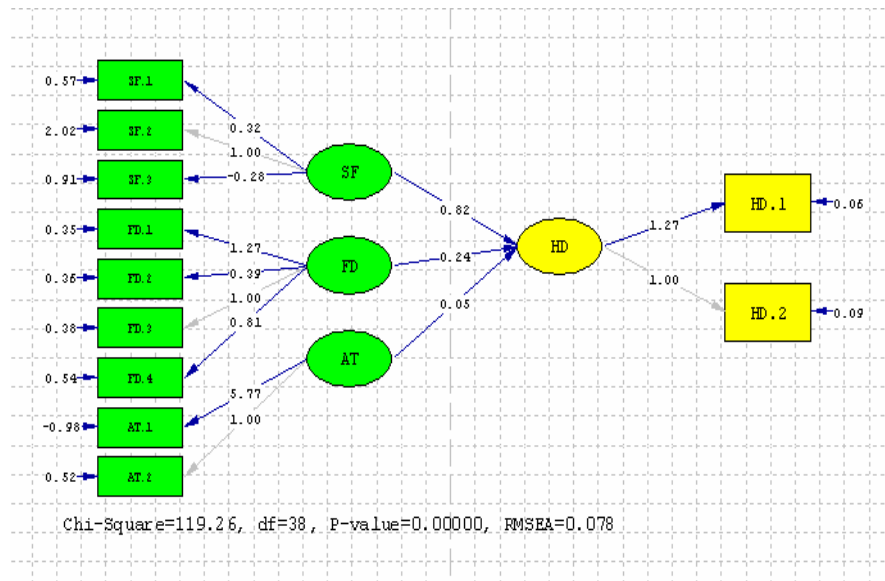 0.57 SF.1
0.32
2.02 SF.2
1.00
0.91 SF.3 -0.28 SF
HD.1 0.06
0.82
0.35 FD.1 1.27
1.27
HD
0.24
0.36 FD.2 0.39 FD
1.00
1.00
0.05
HD.2 0.09
0.38 FD.3 0.81
AT
0.54 FD.4
5.77
1.00
-0.98 AT.1
0.52 AT.2
Chi-Square=119.26, df=38, P-value=0.00000, RMSEA=0.078